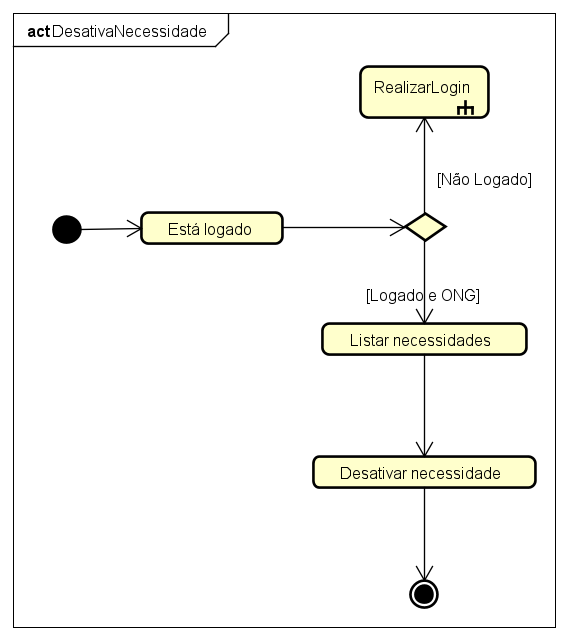 act DesativaNecessidade
RealizarLogin
[Não Logado]
Está logado
[Logado e ONG]
Listar necessidades
Desativar necessidade